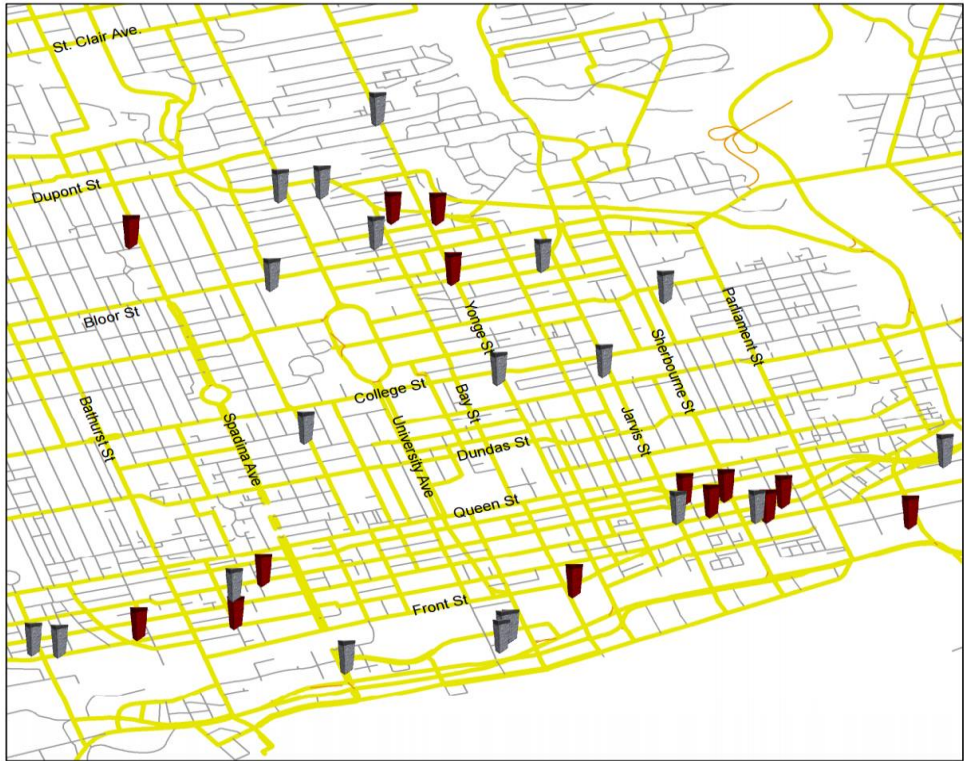 St. Clair Ave.
Dupont St
Bloor St
Yonge St
Parliament St
Sherbourne St
College St
Bay St
Bathurst St
Spadina Ave
University Ave
Jarvis St
Dundas St
Queen St
Front St